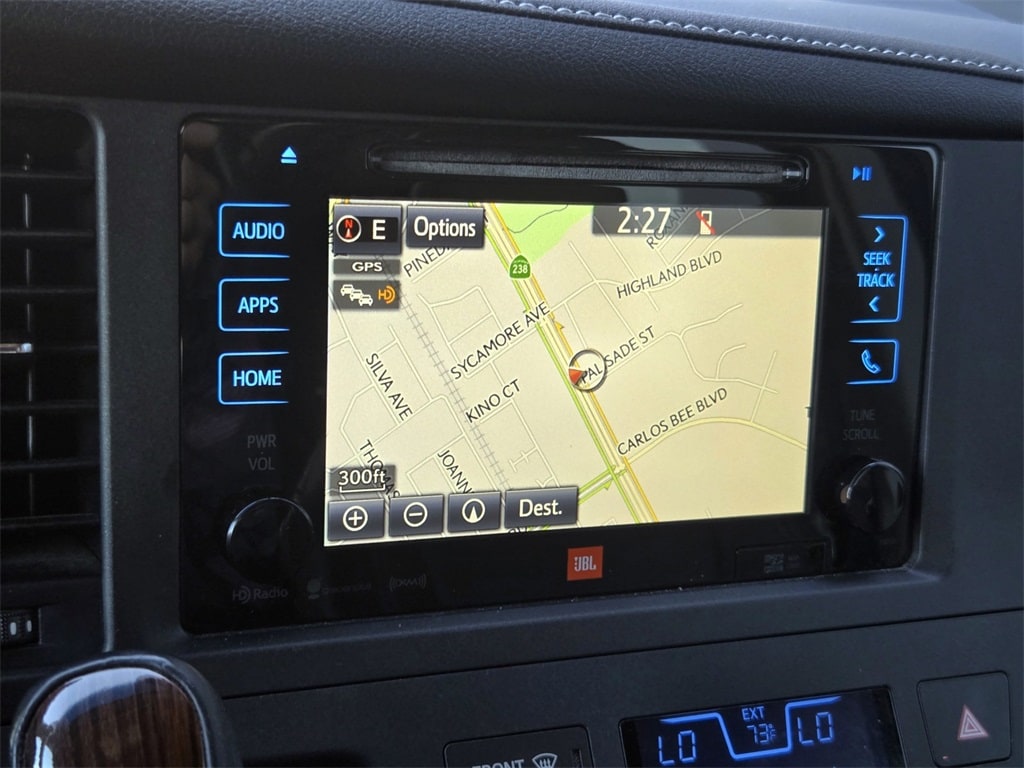 AUDIO
APPS
HOME
PWR
VOL
HD Radio
N E
Options
GPS
HD
2:27
238
HIGHLAND BLVD
SYCAMORE AVE
PALISADE ST
SILVA AVE
KINO CT
CARLOS BEE BLVD
300ft
Dest.
JBL
SEEK
TRACK
TUNE
SCROLL
EXT
LO 73°F LO
FRONT